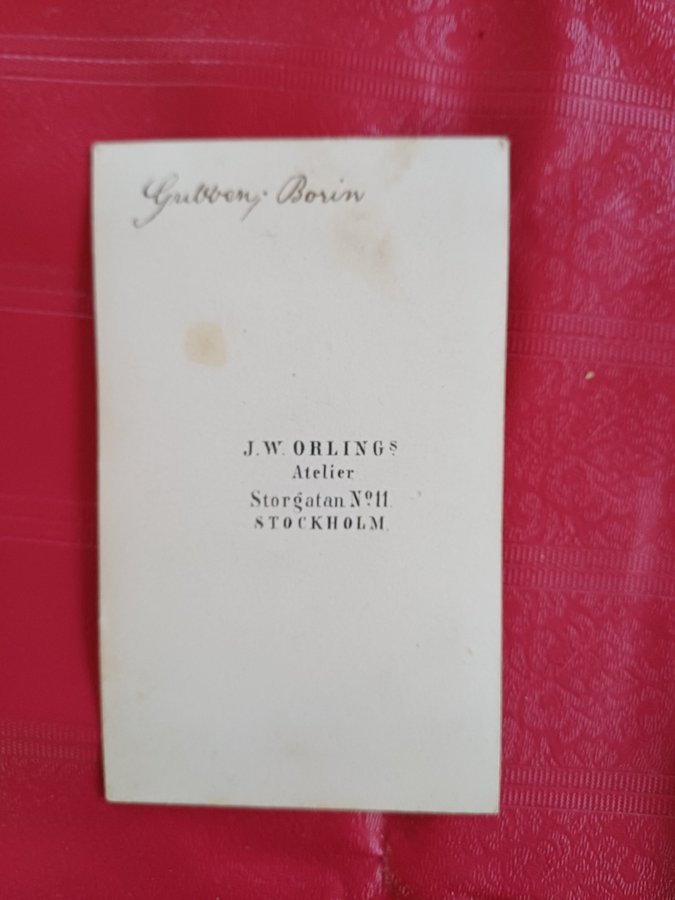 Gubben; Borin
J.W. ORLINGS
Atelier
Storgatan Nº 11.
STOCKHOLM.